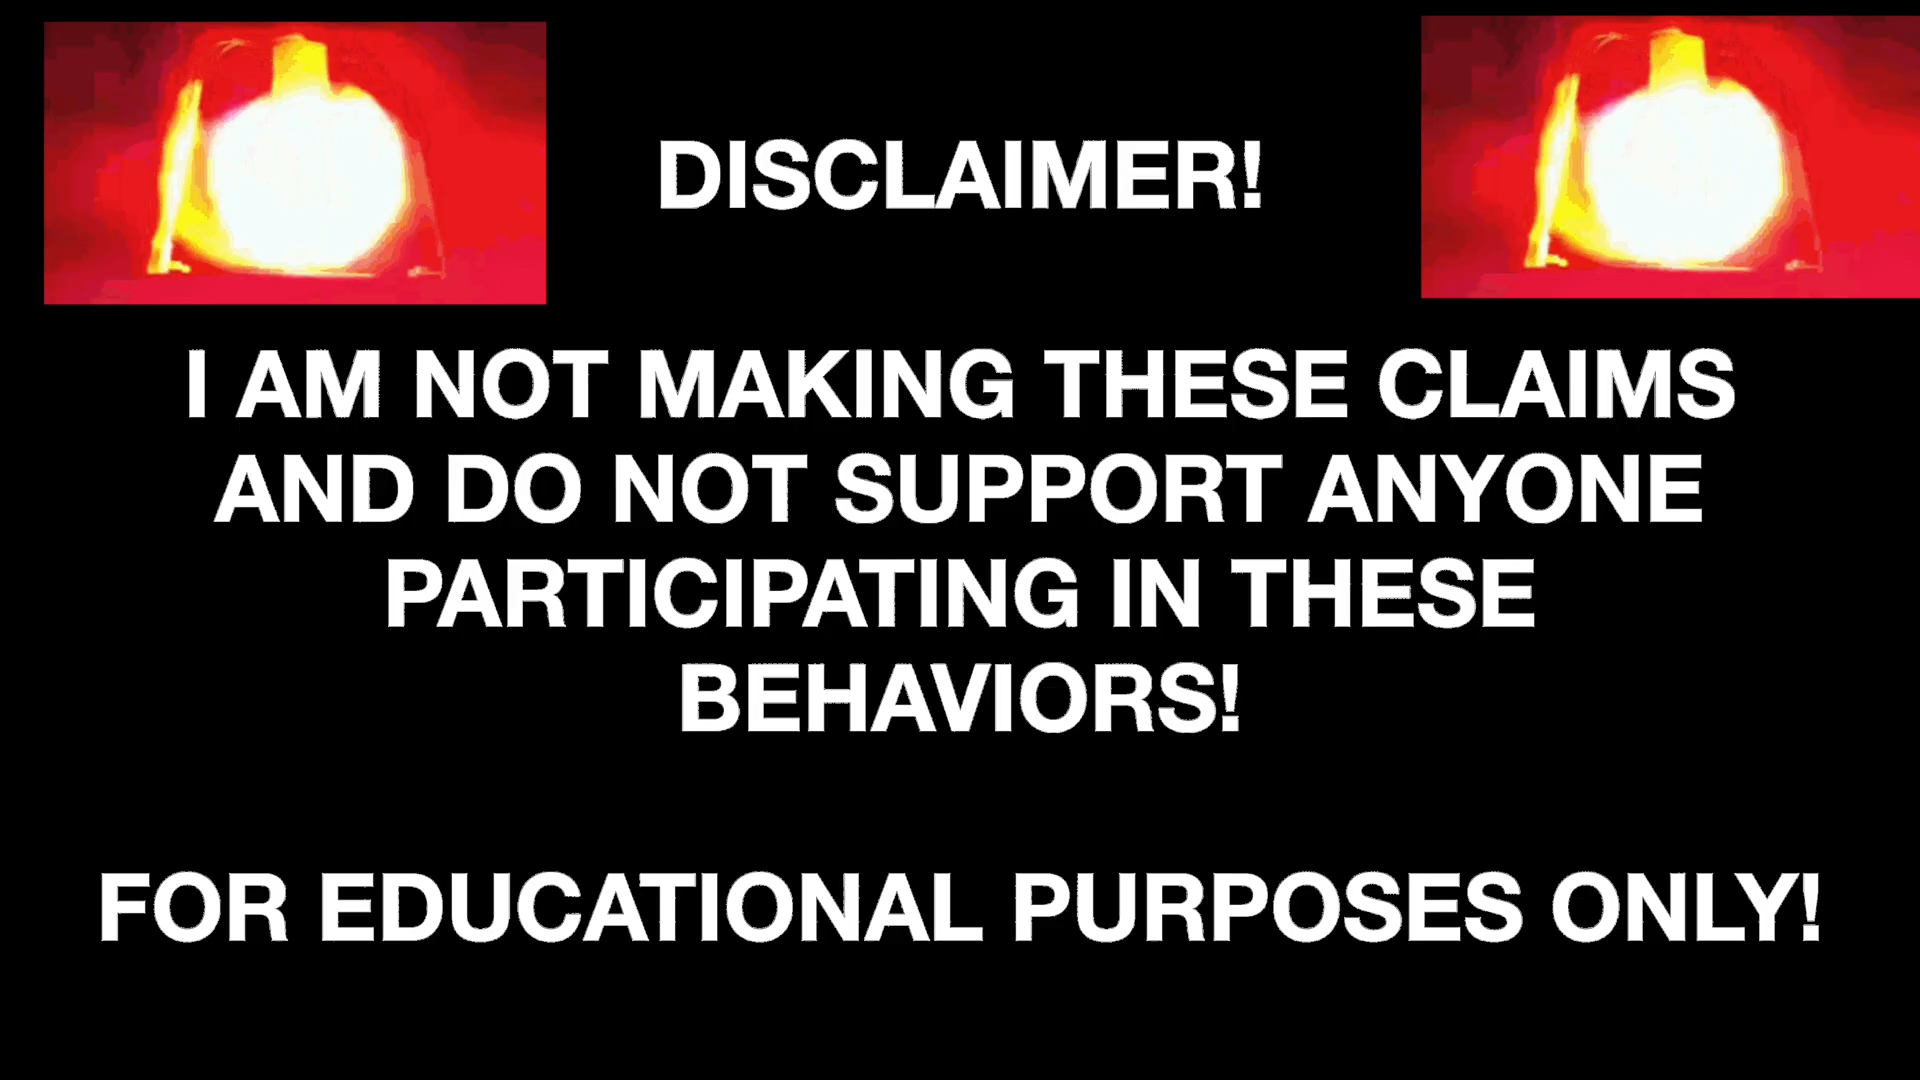 DISCLAIMER!
I AM NOT MAKING THESE CLAIMS
AND DO NOT SUPPORT ANYONE
PARTICIPATING IN THESE
BEHAVIORS!
FOR EDUCATIONAL PURPOSES ONLY!